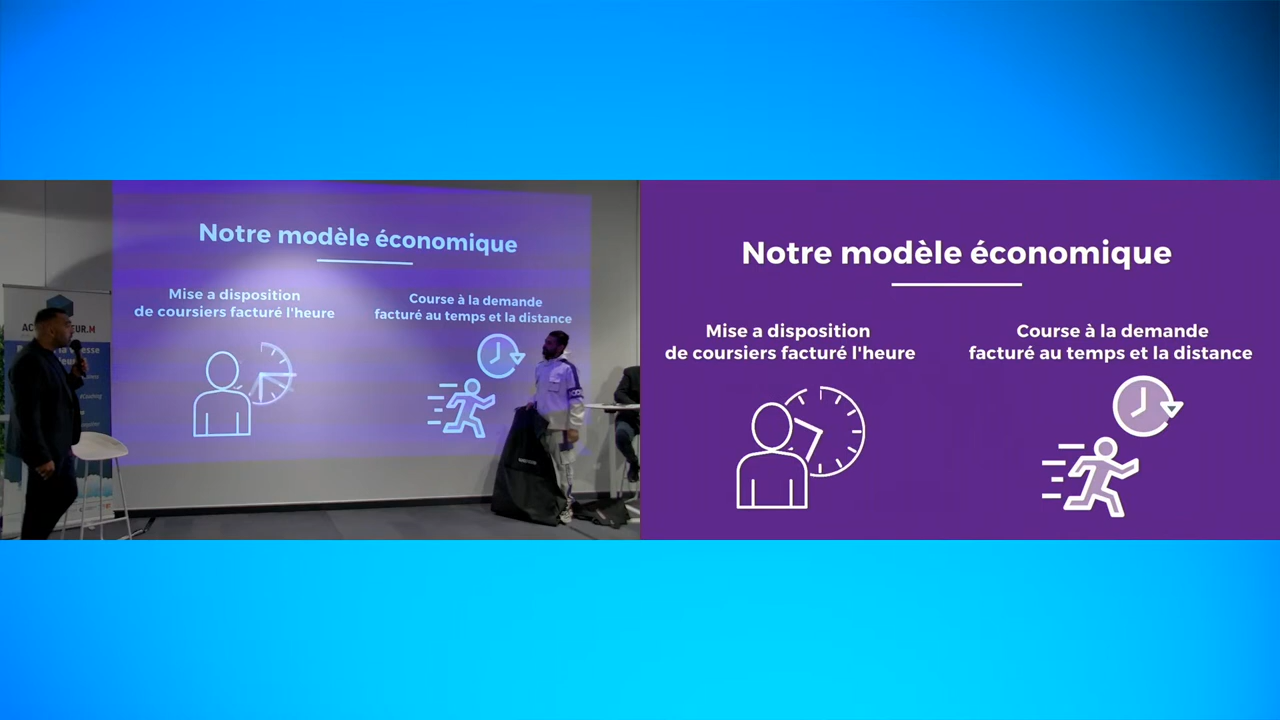 Notre modèle économique
Mise a disposition
de coursiers facturé l'heure
Course à la demande
facturé au temps et la distance
Notre modèle économique
Mise a disposition
de coursiers facturé l'heure
Course à la demande
facturé au temps et la distance